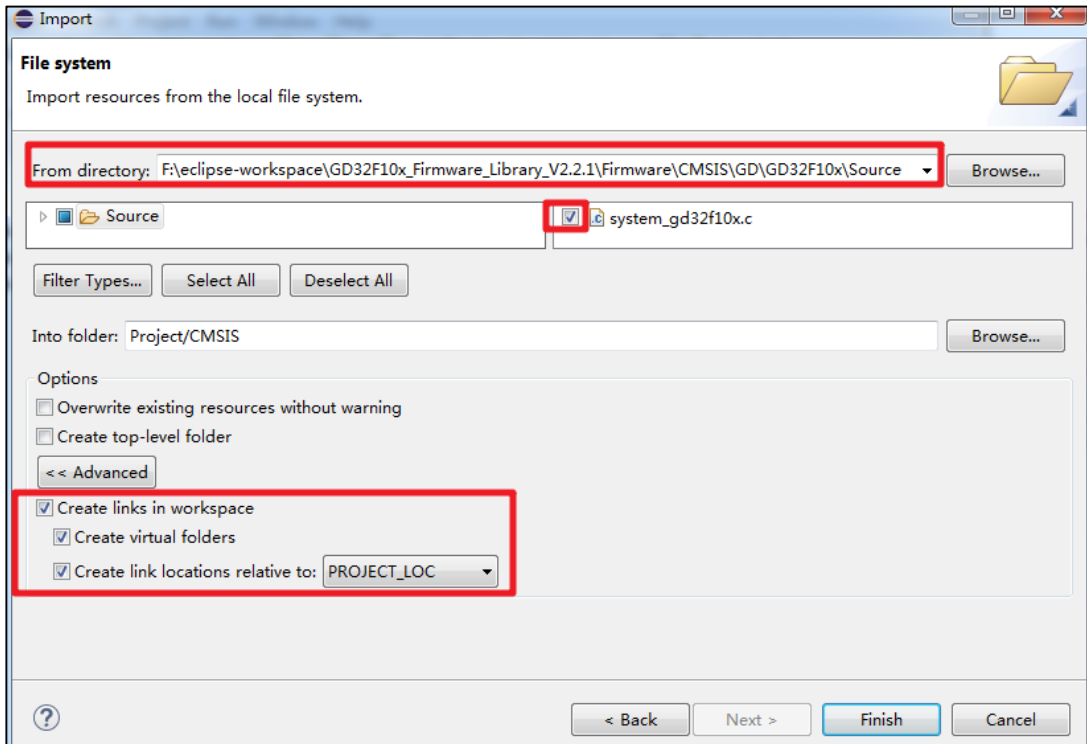 Import
File system
Import resources from the local file system.
From directory: F:\eclipse-workspace\GD32F10x_Firmware_Library_V2.2.1\Firmware\CMSIS\GD\GD32F10x\Source Browse...
Source
.c system_gd32f10x.c
Filter Types... Select All Deselect All
Into folder: Project/CMSIS Browse...
Options
Overwrite existing resources without warning
Create top-level folder
<< Advanced
Create links in workspace
Create virtual folders
Create link locations relative to: PROJECT_LOC
? < Back Next > Finish Cancel